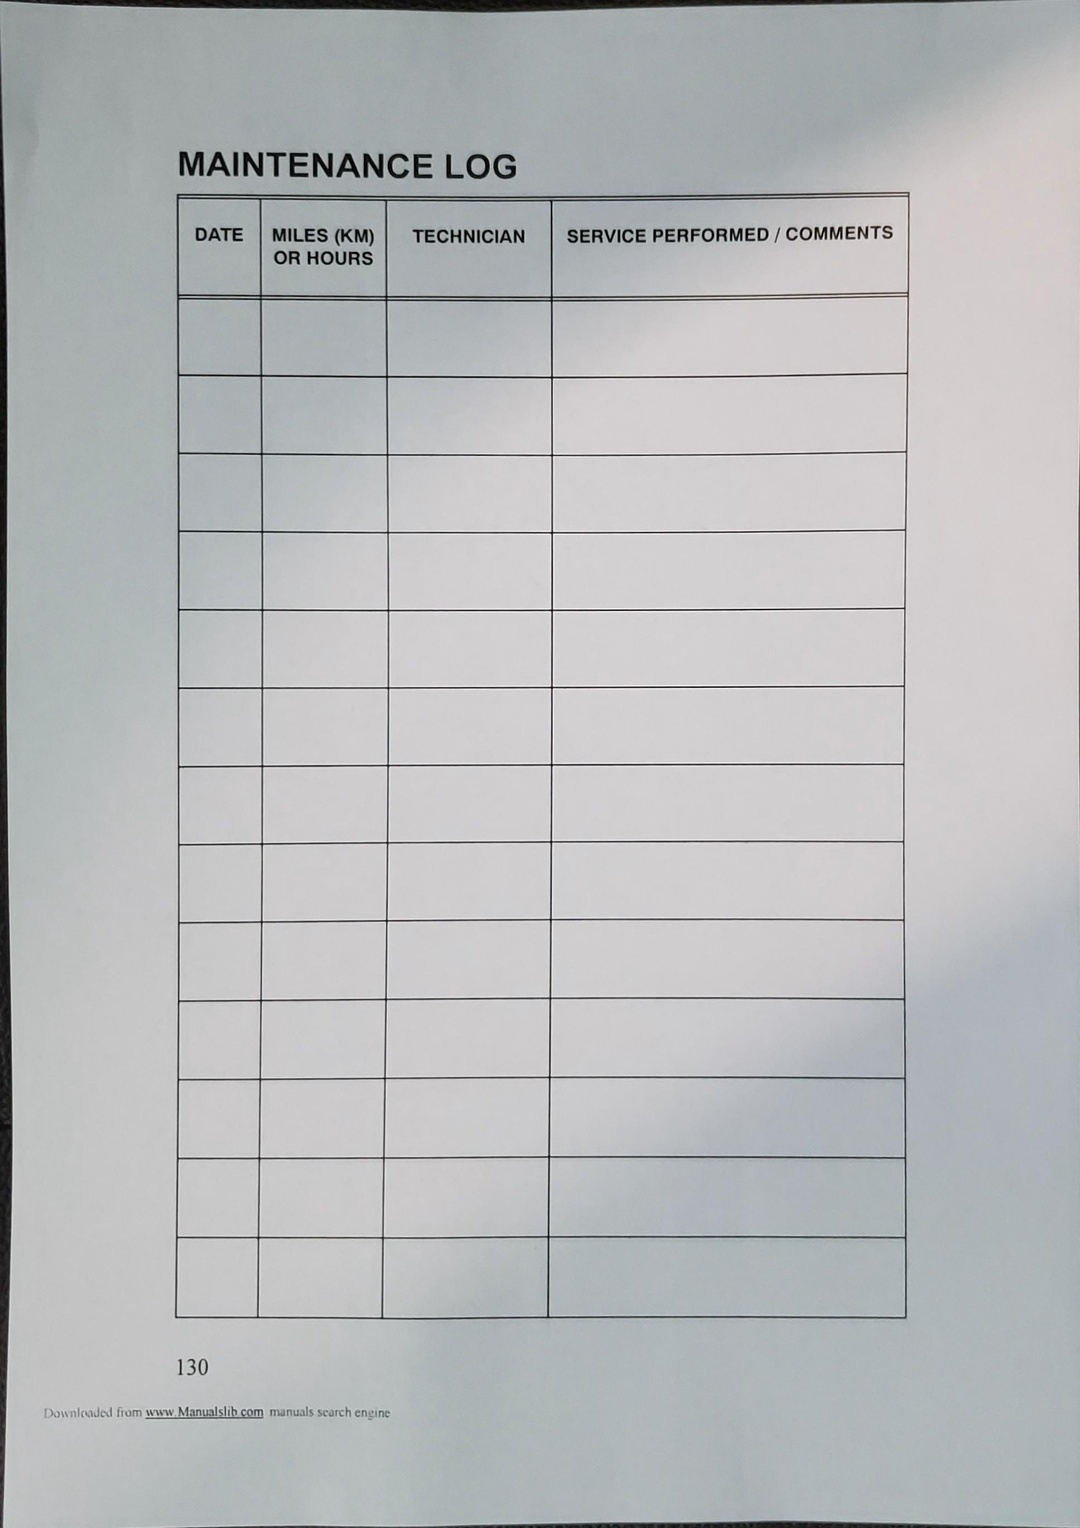 MAINTENANCE LOG
DATE
MILES (KM)
OR HOURS
TECHNICIAN
SERVICE PERFORMED / COMMENTS
130
Downloaded from www.Manualslib.com manuals search engine